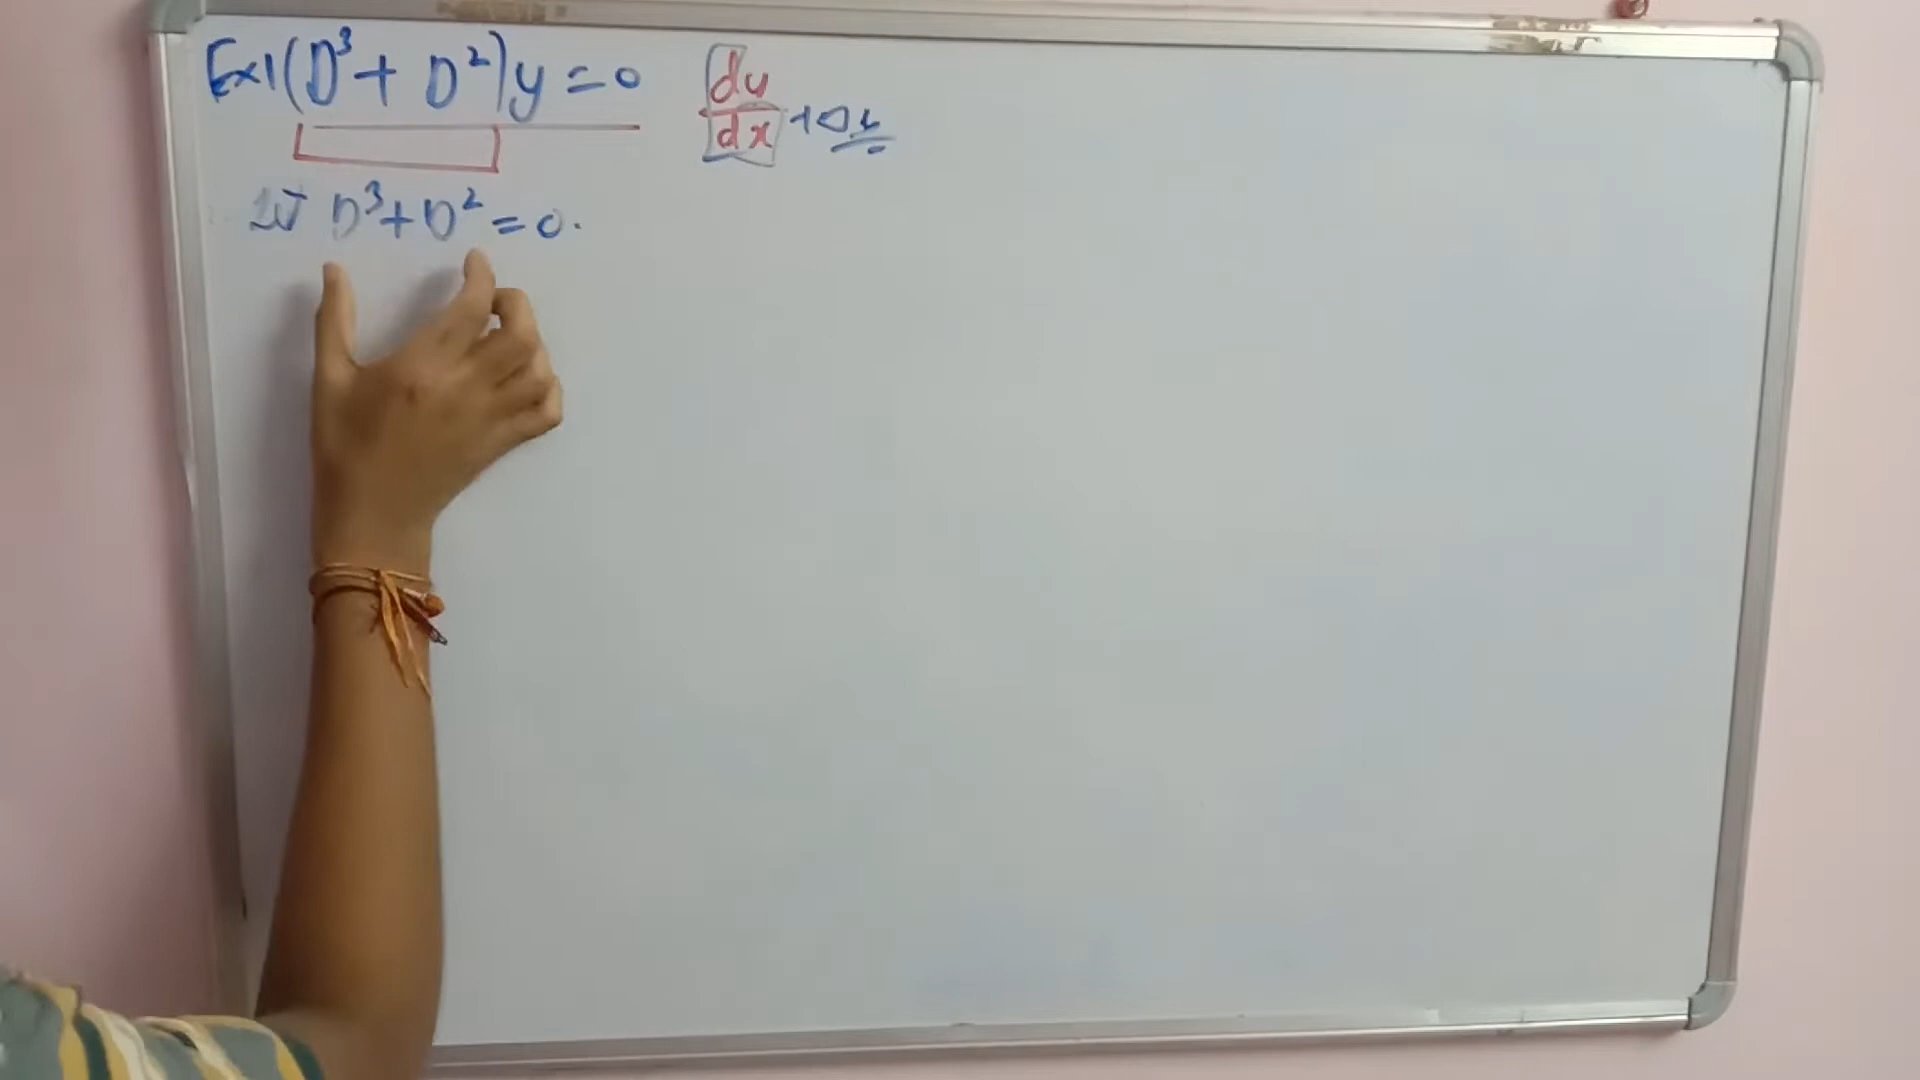 Ex1 (D³ + D²)y = 0
dy
dx
D³ + D² = 0.